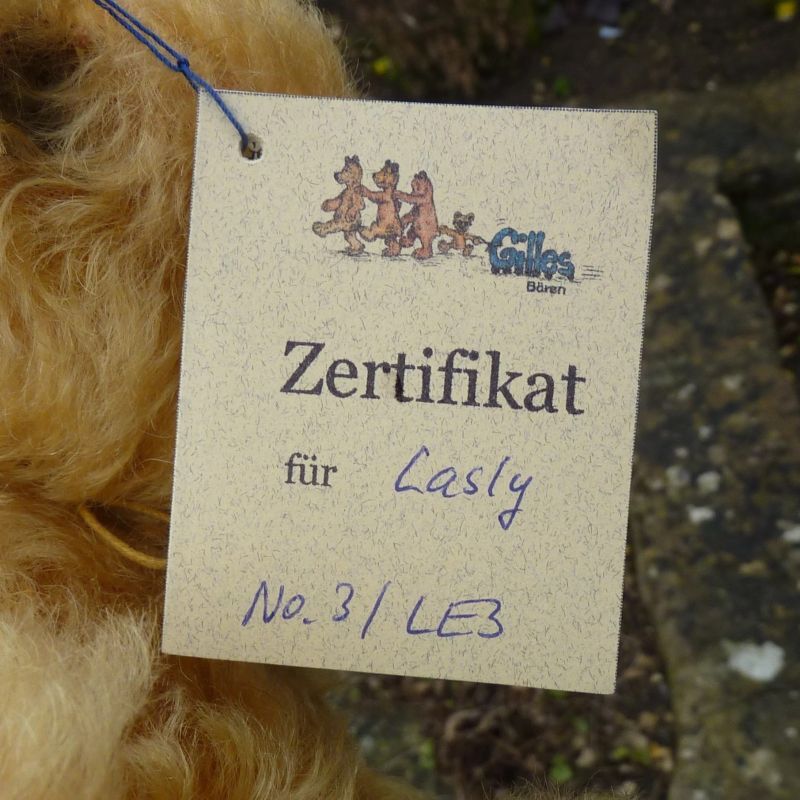 Gilles
Bären
Zertifikat
für Lasly
No. 3 / LE3